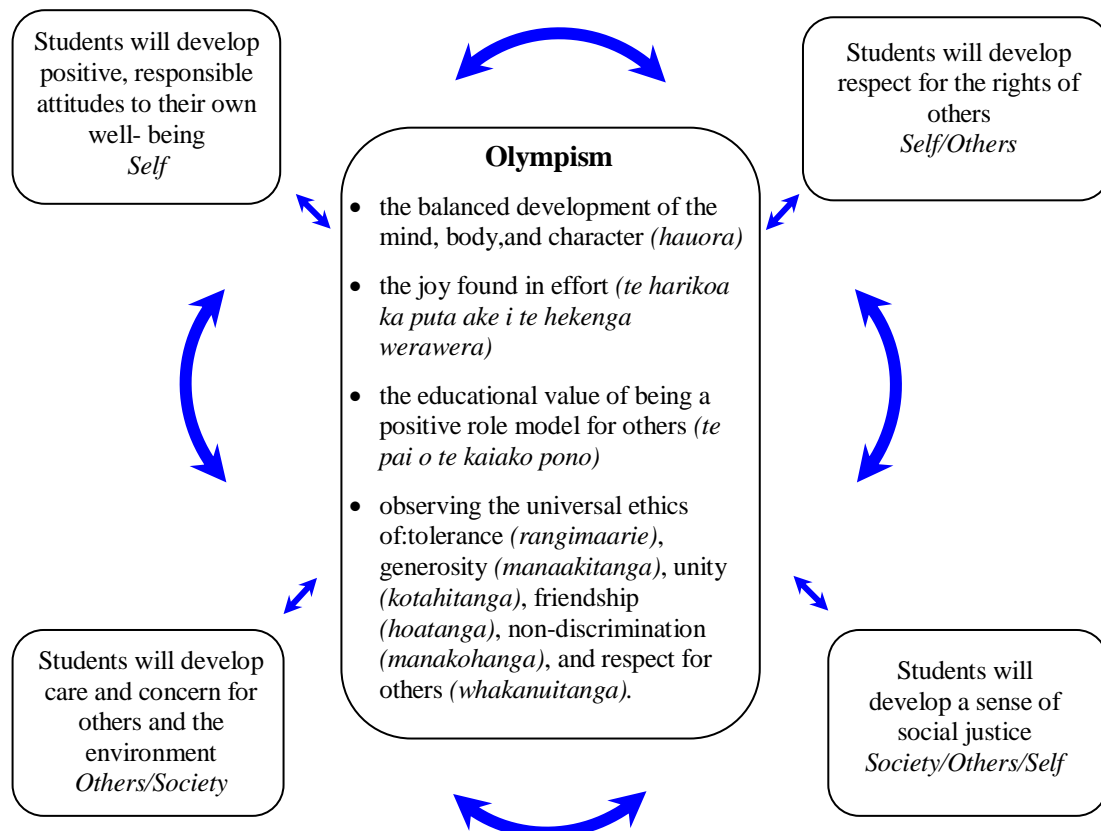 Students will develop
positive, responsible
attitudes to their own
well- being
Self
Students will develop
respect for the rights of
others
Self/Others
Olympism
• the balanced development of the
mind, body,and character (hauora)
• the joy found in effort (te harikoa
ka puta ake i te hekenga
werawera)
• the educational value of being a
positive role model for others (te
pai o te kaiako pono)
• observing the universal ethics
of:tolerance (rangimaarie),
generosity (manaakitanga), unity
(kotahitanga), friendship
(hoatanga), non-discrimination
(manakohanga), and respect for
others (whakanuitanga).
Students will develop
care and concern for
others and the
environment
Others/Society
Students will
develop a sense of
social justice
Society/Others/Self